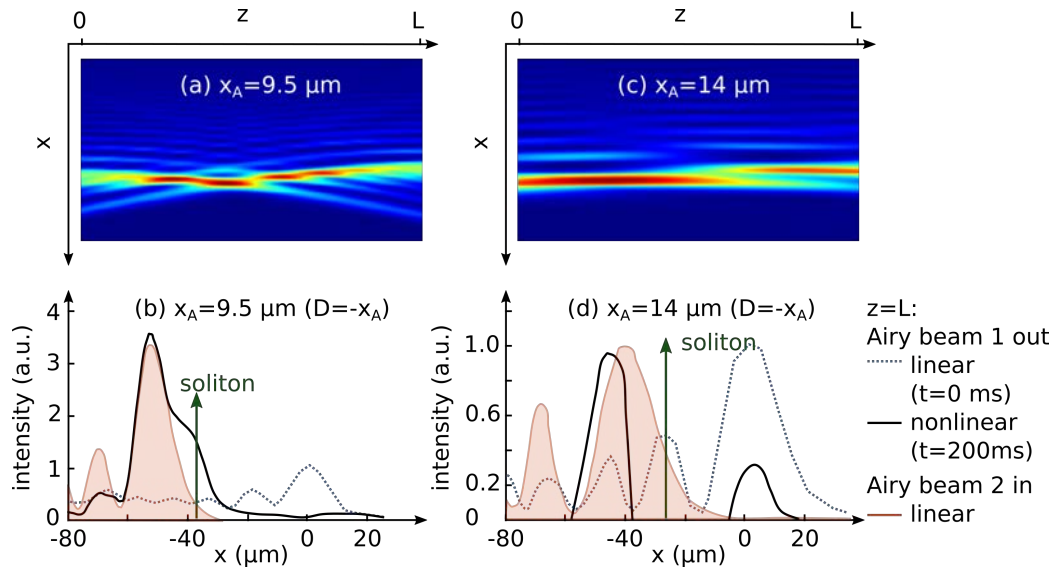 0 z L
x
(a) x_A=9.5 μm
0 z L
x
(c) x_A=14 μm
(b) x_A=9.5 μm (D=-x_A)
intensity (a.u.)
4
3
2
1
0
soliton
-80 -40 0 20
x (μm)
(d) x_A=14 μm (D=-x_A)
intensity (a.u.)
1.0
0.6
0.2
0
soliton
-80 -40 0 20
x (μm)
z=L:
Airy beam 1 out
linear
(t=0 ms)
nonlinear
(t=200ms)
Airy beam 2 in
linear